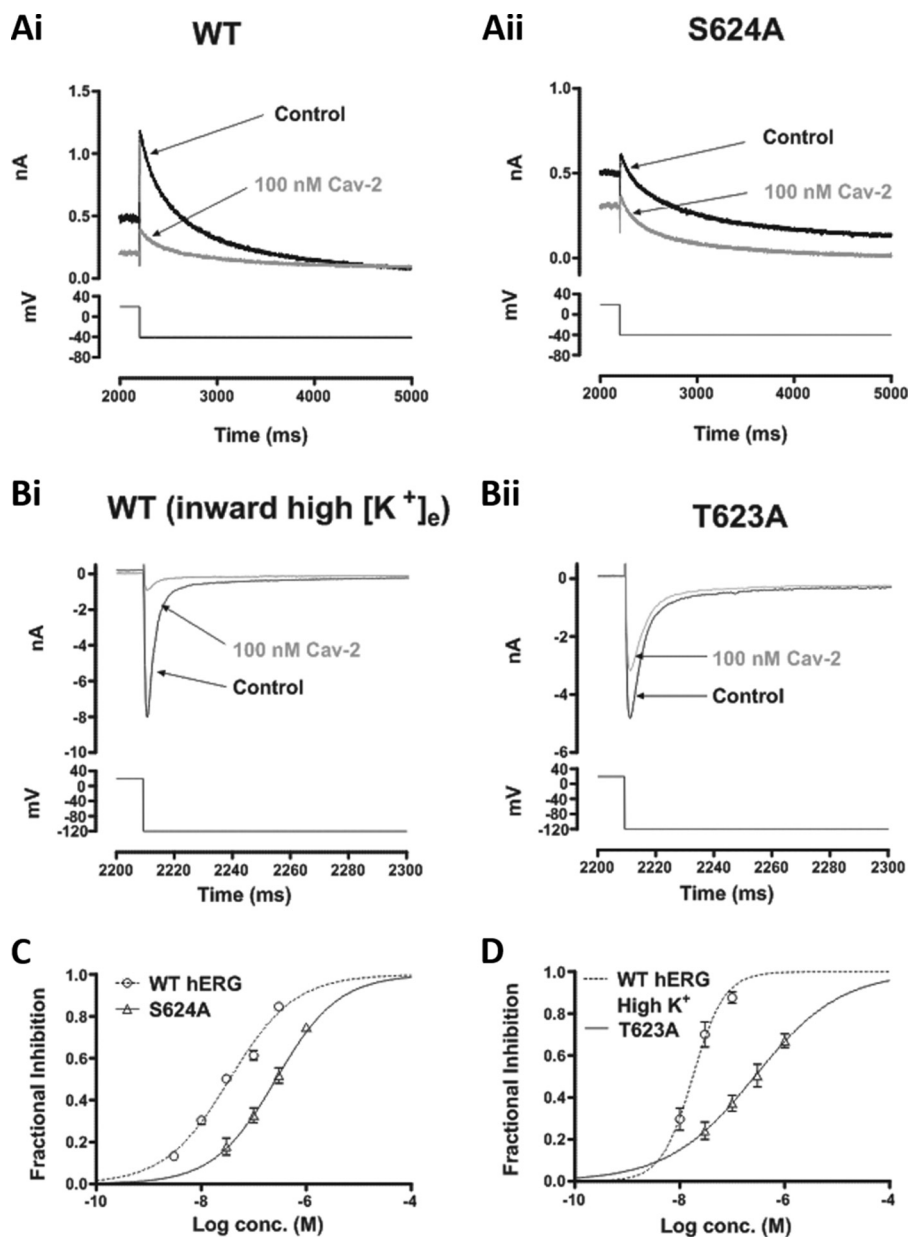 Ai
WT
1.5
1.0
0.5
0.0
nA
Control
100 nM Cav-2
40
0
-40
-80
mV
2000
3000
4000
5000
Time (ms)
Aii
S624A
1.0
0.5
0.0
nA
Control
100 nM Cav-2
40
0
-40
-80
mV
2000
3000
4000
5000
Time (ms)
Bi
WT (inward high [K+]e)
0
-2
-4
-6
-8
-10
nA
100 nM Cav-2
Control
40
0
-40
-80
-120
mV
2200
2220
2240
2260
2280
2300
Time (ms)
Bii
T623A
0
-2
-4
-6
nA
100 nM Cav-2
Control
40
0
-40
-80
-120
mV
2200
2220
2240
2260
2280
2300
Time (ms)
C
1.0
0.8
0.6
0.4
0.2
0.0
Fractional Inhibition
WT hERG
S624A
-10
-8
-6
-4
Log conc. (M)
D
1.0
0.8
0.6
0.4
0.2
0.0
Fractional Inhibition
WT hERG
High K+
T623A
-10
-8
-6
-4
Log conc. (M)